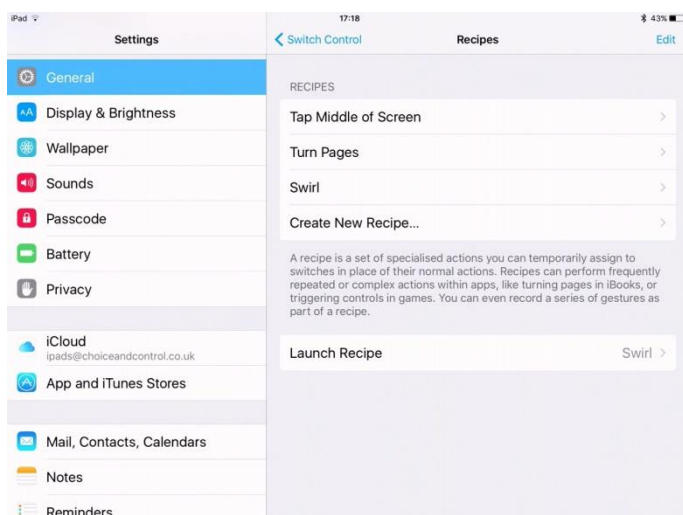 iPad 17:18 43%
Settings
Switch Control Recipes Edit
General
Display & Brightness
Wallpaper
Sounds
Passcode
Battery
Privacy
iCloud
ipads@choiceandcontrol.co.uk
App and iTunes Stores
Mail, Contacts, Calendars
Notes
Reminders
RECIPES
Tap Middle of Screen
Turn Pages
Swirl
Create New Recipe...
A recipe is a set of specialised actions you can temporarily assign to
switches in place of their normal actions. Recipes can perform frequently
repeated or complex actions within apps, like turning pages in iBooks, or
triggering controls in games. You can even record a series of gestures as
part of a recipe.
Launch Recipe Swirl